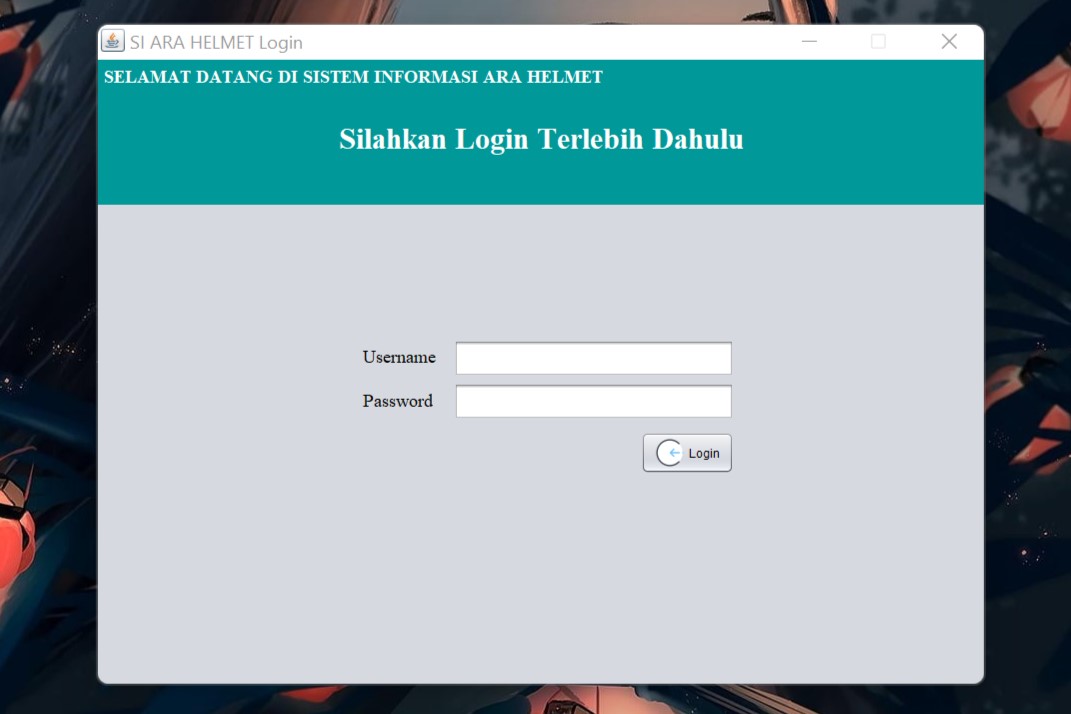 SI ARA HELMET Login
SELAMAT DATANG DI SISTEM INFORMASI ARA HELMET
Silahkan Login Terlebih Dahulu
Username
Password
Login